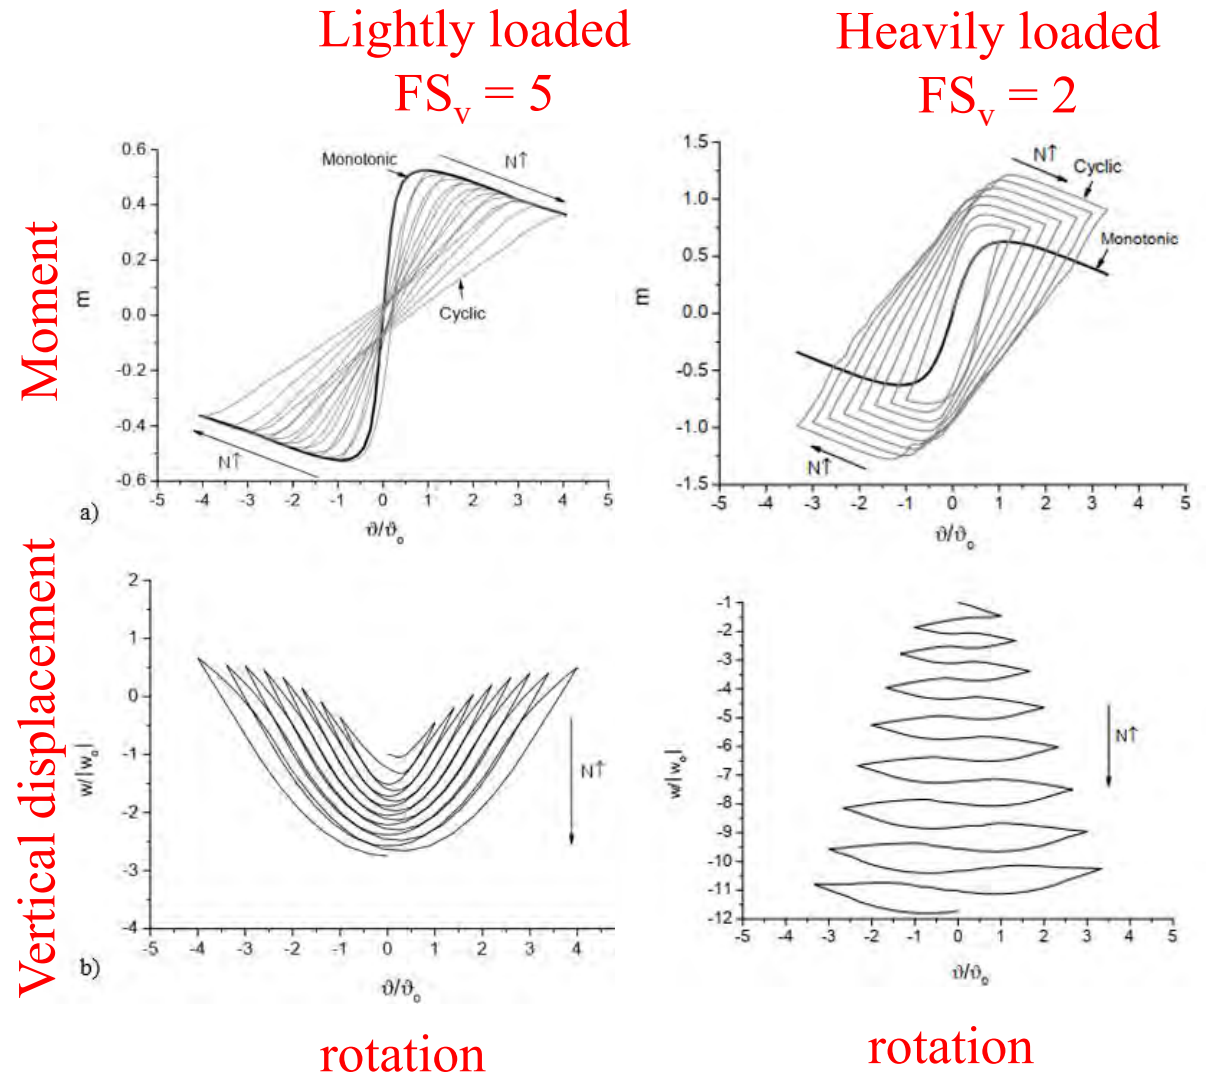 Lightly loaded
FSv = 5
Heavily loaded
FSv = 2
Moment
m
0.6
0.4
0.2
0.0
-0.2
-0.4
-0.6
-5 -4 -3 -2 -1 0 1 2 3 4 5
Monotonic
N↑
Cyclic
N↑
a)
ϑ/ϑo
m
1.5
1.0
0.5
0.0
-0.5
-1.0
-1.5
-5 -4 -3 -2 -1 0 1 2 3 4 5
N↑
Cyclic
Monotonic
N↑
ϑ/ϑo
Vertical displacement
w/|wo|
2
1
0
-1
-2
-3
-4
-5 -4 -3 -2 -1 0 1 2 3 4
N↑
b)
ϑ/ϑo
w/|wo|
-1
-2
-3
-4
-5
-6
-7
-8
-9
-10
-11
-12
-5 -4 -3 -2 -1 0 1 2 3 4 5
N↑
ϑ/ϑo
rotation
rotation